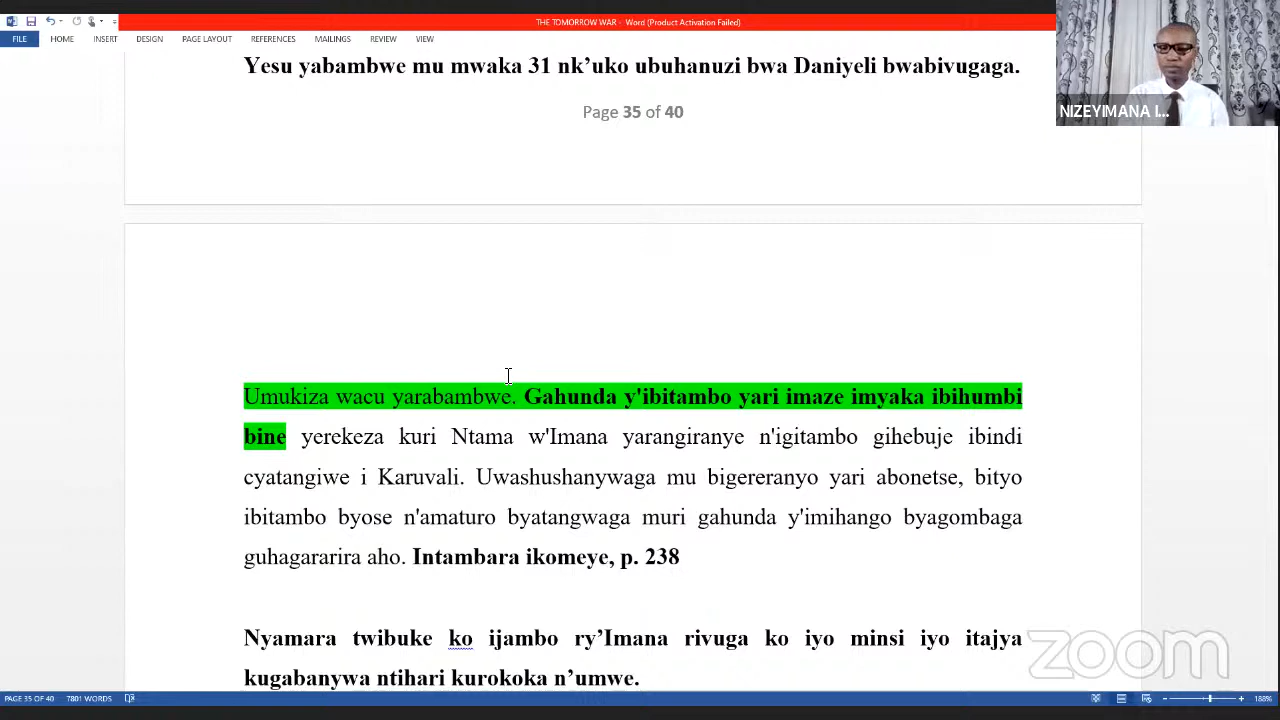 THE TOMORROW WAR - Word (Product Activation Failed)
FILE HOME INSERT DESIGN PAGE LAYOUT REFERENCES MAILINGS REVIEW VIEW
NIZEYIMANA I...
Yesu yabambwe mu mwaka 31 nk’uko ubuhanuzi bwa Daniyeli bwabivugaga.
Page 35 of 40
Umukiza wacu yarabambwe. Gahunda y'ibitambo yari imaze imyaka ibihumbi
bine yerekeza kuri Ntama w'Imana yarangiranye n'igitambo gihebuje ibindi
cyatangiwe i Karuvali. Uwashushanywaga mu bigereranyo yari abonetse, bityo
ibitambo byose n'amaturo byatangwaga muri gahunda y'imihango byagombaga
guhagararira aho. Intambara ikomeye, p. 238
Nyamara twibuke ko ijambo ry’Imana rivuga ko iyo minsi iyo itajya
kugabanywa ntihari kurokoka n’umwe.
zoom
PAGE 35 OF 40 7801 WORDS
188%